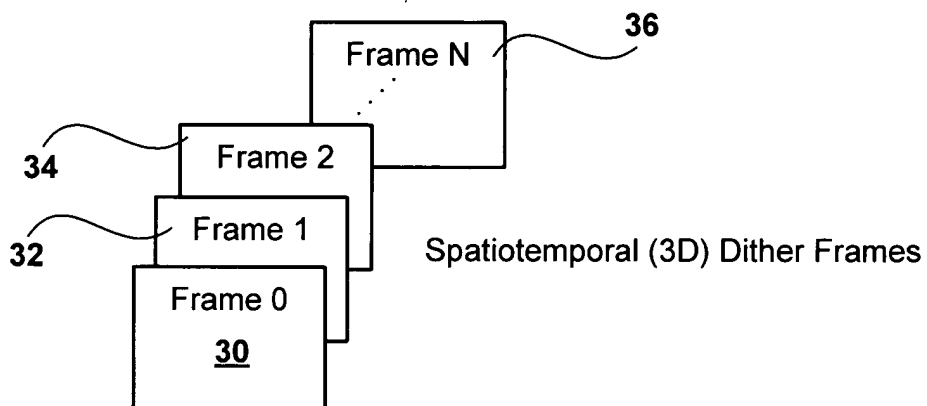 Frame N
36
34
Frame 2
32
Frame 1
Spatiotemporal (3D) Dither Frames
Frame 0
30